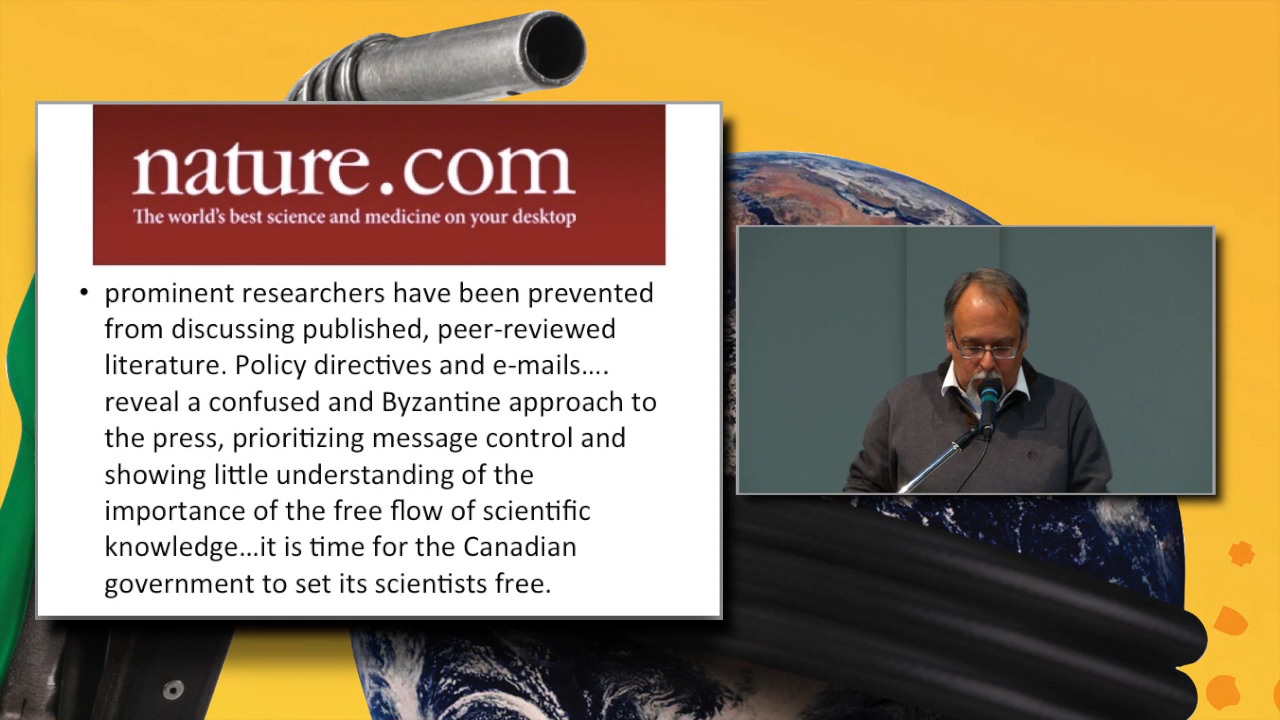 nature.com
The world's best science and medicine on your desktop
• prominent researchers have been prevented
from discussing published, peer-reviewed
literature. Policy directives and e-mails….
reveal a confused and Byzantine approach to
the press, prioritizing message control and
showing little understanding of the
importance of the free flow of scientific
knowledge…it is time for the Canadian
government to set its scientists free.